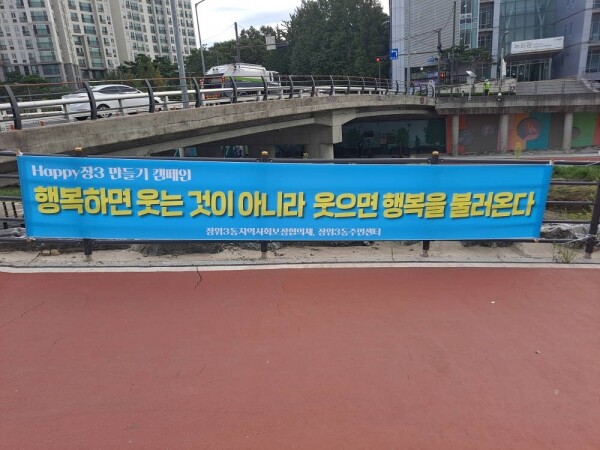 Happy장3 만들기 캠페인
행복하면 웃는 것이 아니라 웃으면 행복을 불러온다
장위3동지역사회보장협의체, 장위3동주민센터